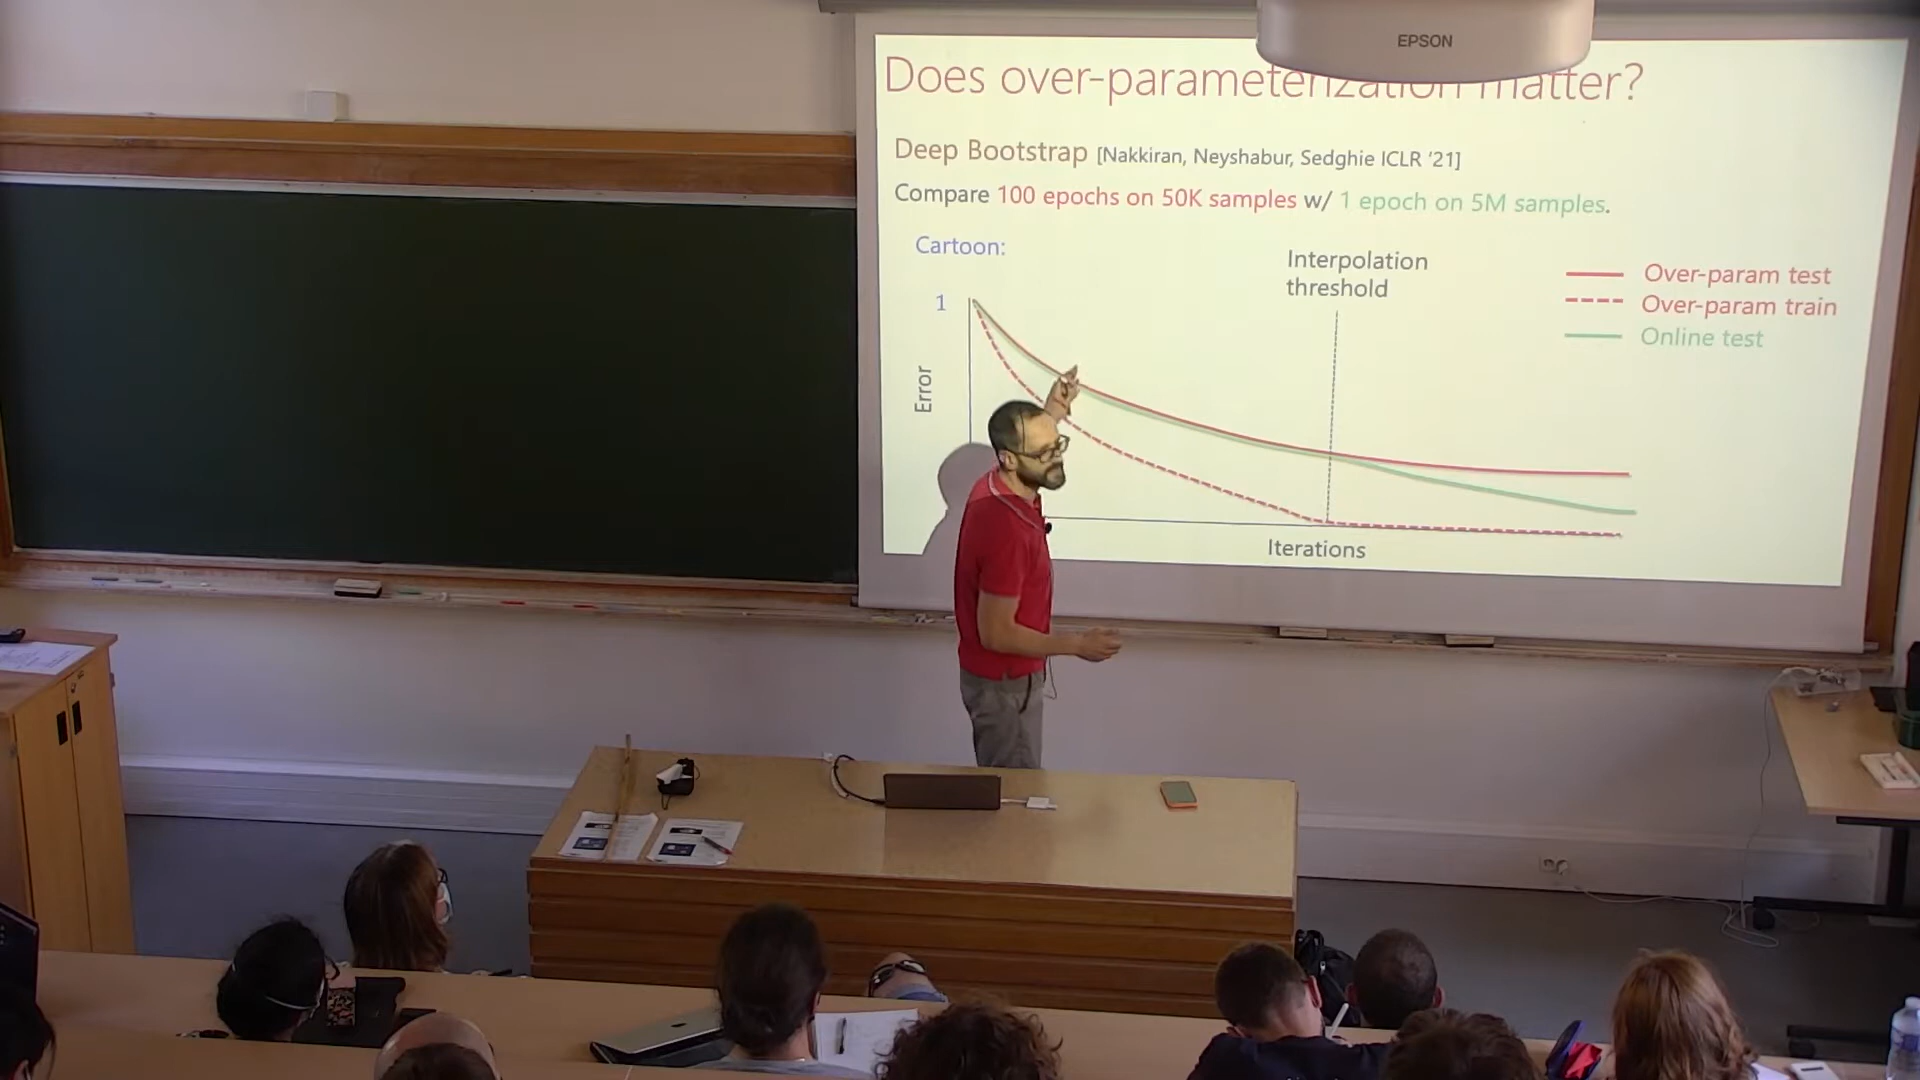 EPSON
Does over-parameterization matter?
Deep Bootstrap [Nakkiran, Neyshabur, Sedghie ICLR '21]
Compare 100 epochs on 50K samples w/ 1 epoch on 5M samples.
Cartoon:
1
Error
Interpolation
threshold
Over-param test
Over-param train
Online test
Iterations